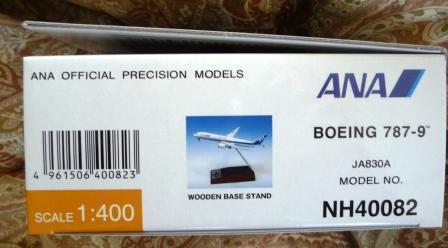 ANA OFFICIAL PRECISION MODELS
ANA
BOEING 787-9™
JA830A
MODEL NO.
NH40082
4 961506 400823
WOODEN BASE STAND
SCALE 1:400